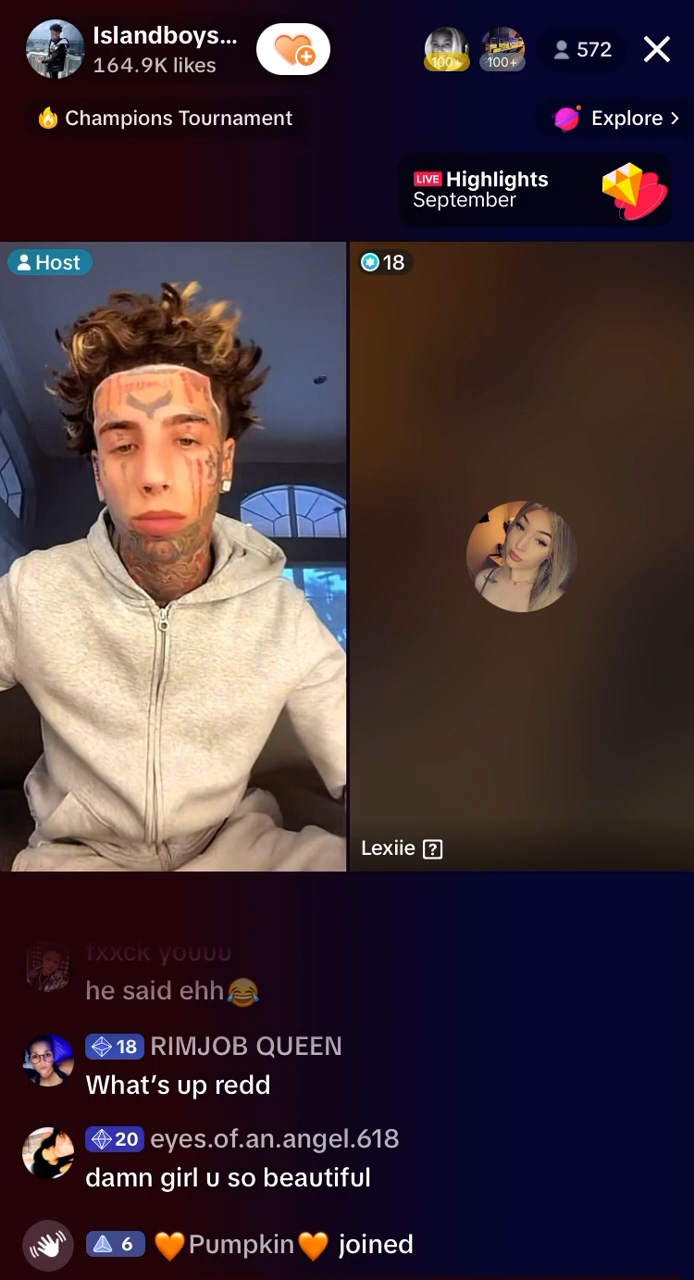 Islandboys...
164.9K likes
100+
100+
572
Champions Tournament
Explore >
LIVE Highlights
September
Host
18
Lexiie ?
fxxck youuu
he said ehh😂
18 RIMJOB QUEEN
What's up redd
20 eyes.of.an.angel.618
damn girl u so beautiful
6 🧡Pumpkin🧡 joined